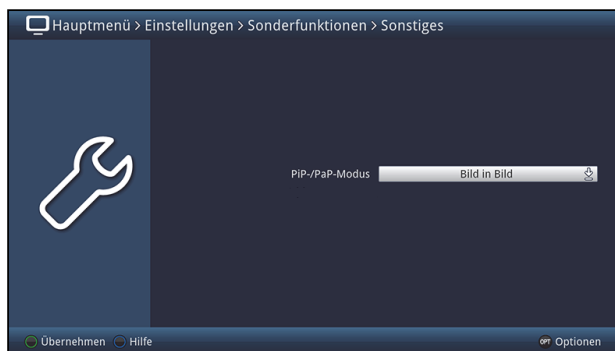 Hauptmenü > Einstellungen > Sonderfunktionen > Sonstiges
PiP-/PaP-Modus Bild in Bild
Übernehmen Hilfe OPT Optionen